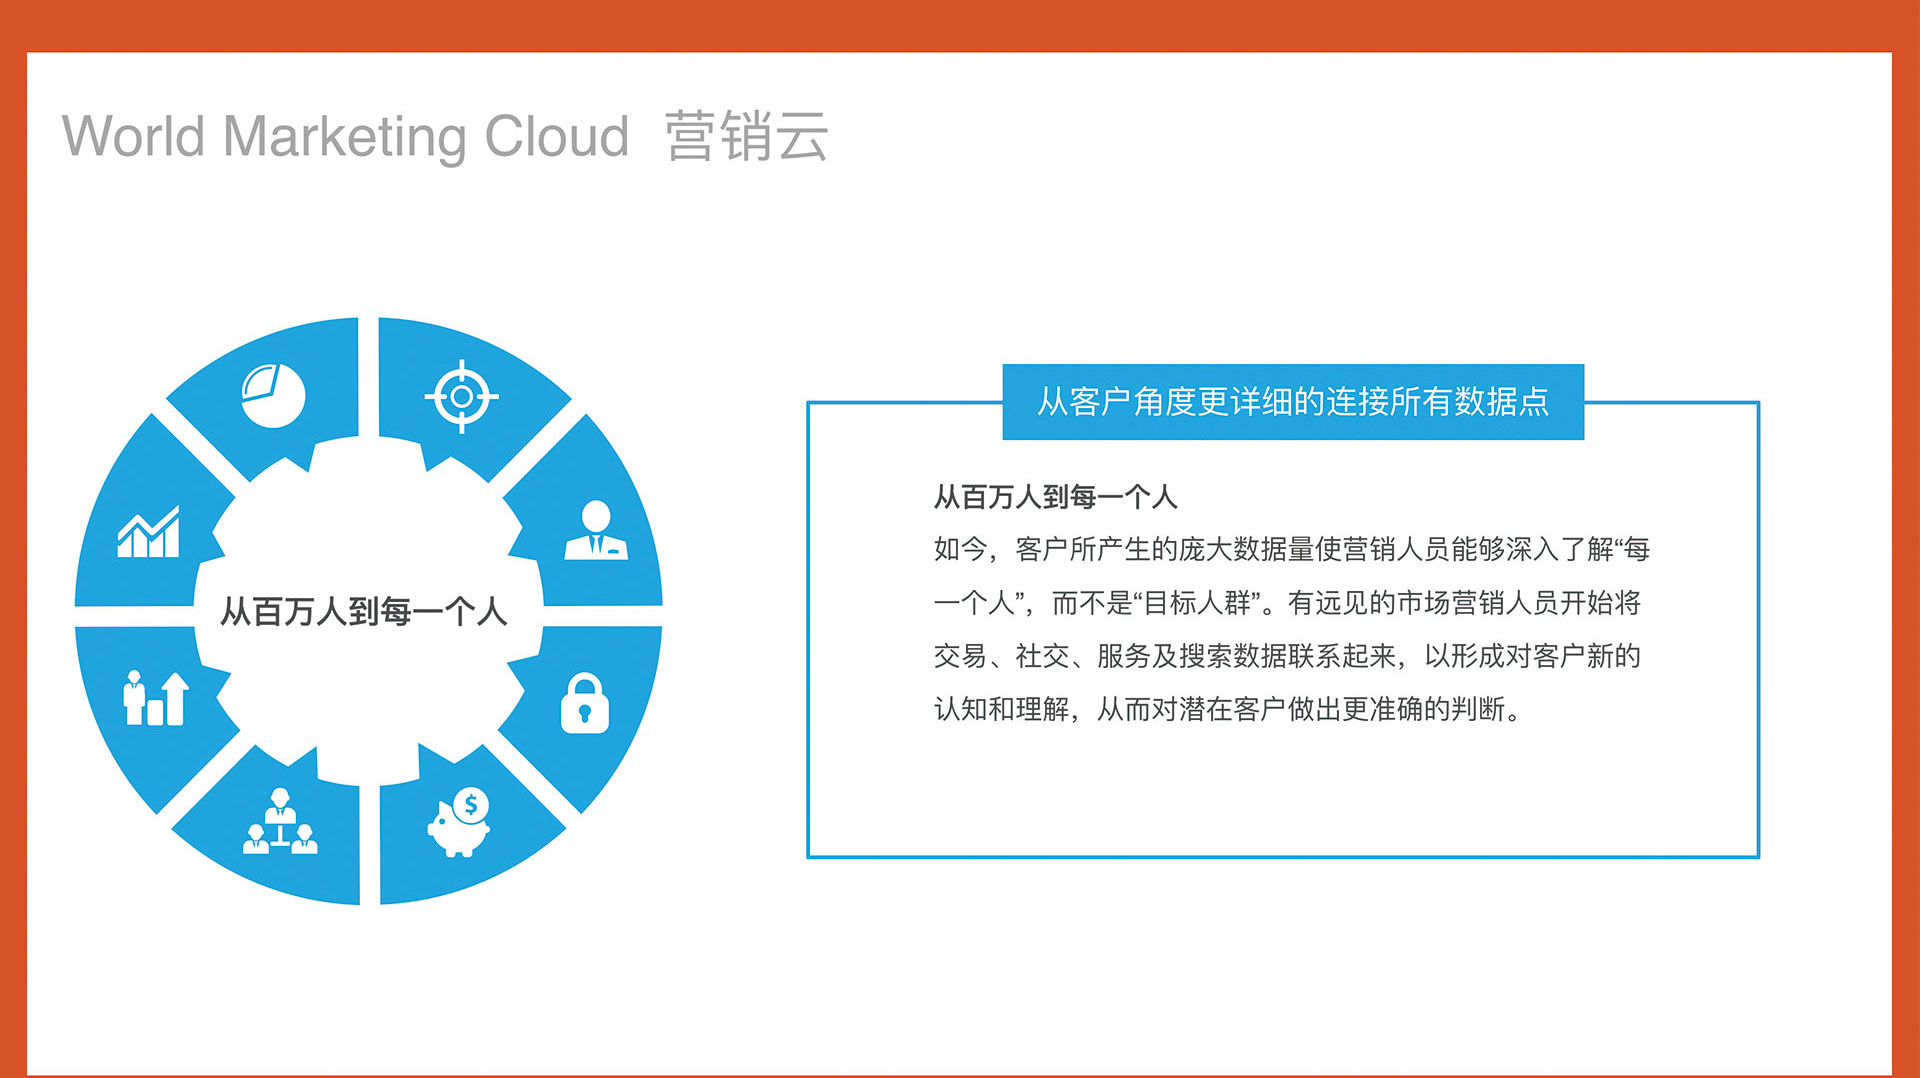 World Marketing Cloud 营销云
从百万人到每一个人
从客户角度更详细的连接所有数据点
从百万人到每一个人
如今，客户所产生的庞大数据量使营销人员能够深入了解“每
一个人”，而不是“目标人群”。有远见的市场营销人员开始将
交易、社交、服务及搜索数据联系起来，以形成对客户新的
认知和理解，从而对潜在客户做出更准确的判断。
$